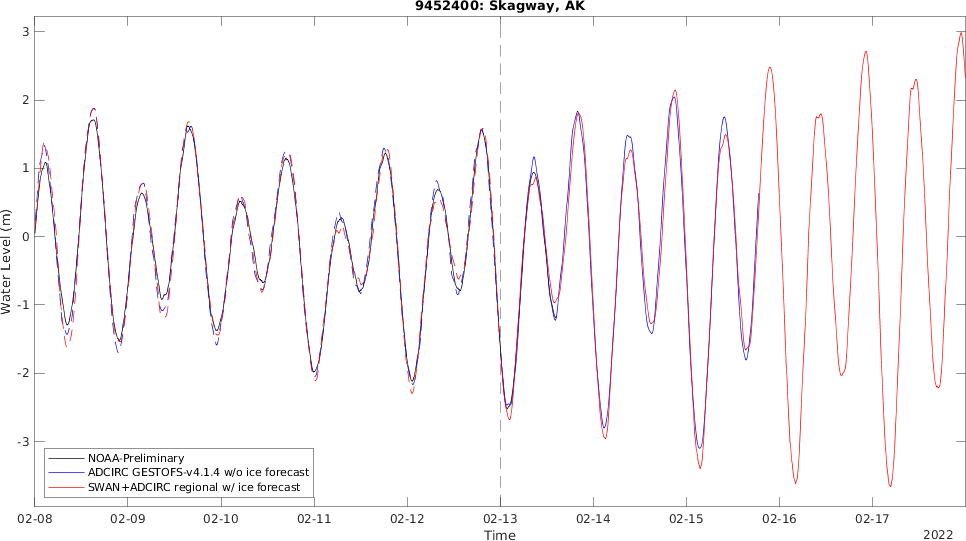 9452400: Skagway, AK
Water Level (m)
3
2
1
0
-1
-2
-3
NOAA-Preliminary
ADCIRC GESTOFS-v4.1.4 w/o ice forecast
SWAN+ADCIRC regional w/ ice forecast
02-08 02-09 02-10 02-11 02-12 02-13 02-14 02-15 02-16 02-17
Time
2022